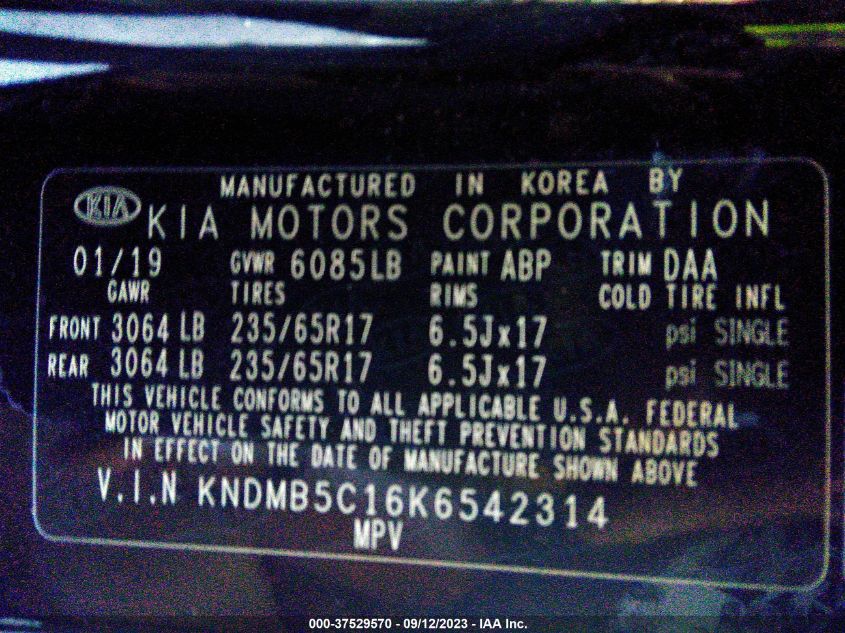 MANUFACTURED IN KOREA BY
KIA KIA MOTORS CORPORATION
01/19 GVWR 6085LB PAINT ABP TRIM DAA
GAWR TIRES RIMS COLD TIRE INFL
FRONT 3064 LB 235/65R17 6.5Jx17 psi SINGLE
REAR 3064 LB 235/65R17 6.5Jx17 psi SINGLE
THIS VEHICLE CONFORMS TO ALL APPLICABLE U.S.A. FEDERAL
MOTOR VEHICLE SAFETY AND THEFT PREVENTION STANDARDS
IN EFFECT ON THE DATE OF MANUFACTURE SHOWN ABOVE
V.I.N KNDMB5C16K6542314
MPV
000-37529570 - 09/12/2023 - IAA Inc.